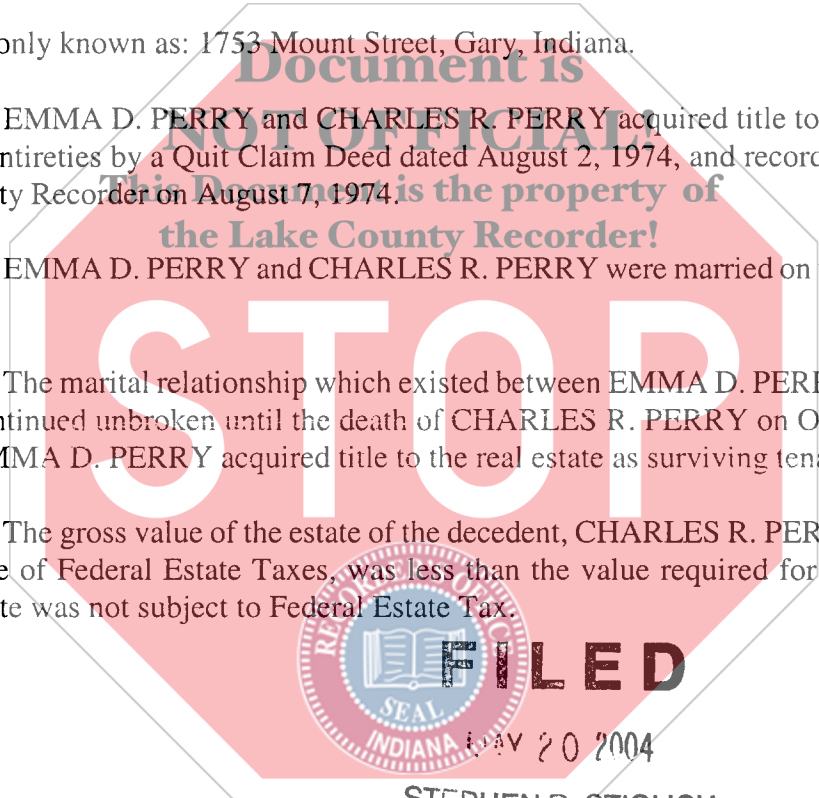 only known as: 1753 Mount Street, Gary, Indiana.
Document is
EMMA D. PERRY and CHARLES R. PERRY acquired title to
NOT OFFICIAL!
ntireties by a Quit Claim Deed dated August 2, 1974, and record
This Document is the property of
ty Recorder on August 7, 1974.
the Lake County Recorder!
EMMA D. PERRY and CHARLES R. PERRY were married on
STOP
The marital relationship which existed between EMMA D. PERR
ntinued unbroken until the death of CHARLES R. PERRY on O
MMA D. PERRY acquired title to the real estate as surviving tena
The gross value of the estate of the decedent, CHARLES R. PER
e of Federal Estate Taxes, was less than the value required for
te was not subject to Federal Estate Tax.
SEAL
INDIANA
FILED
MAY 20 2004